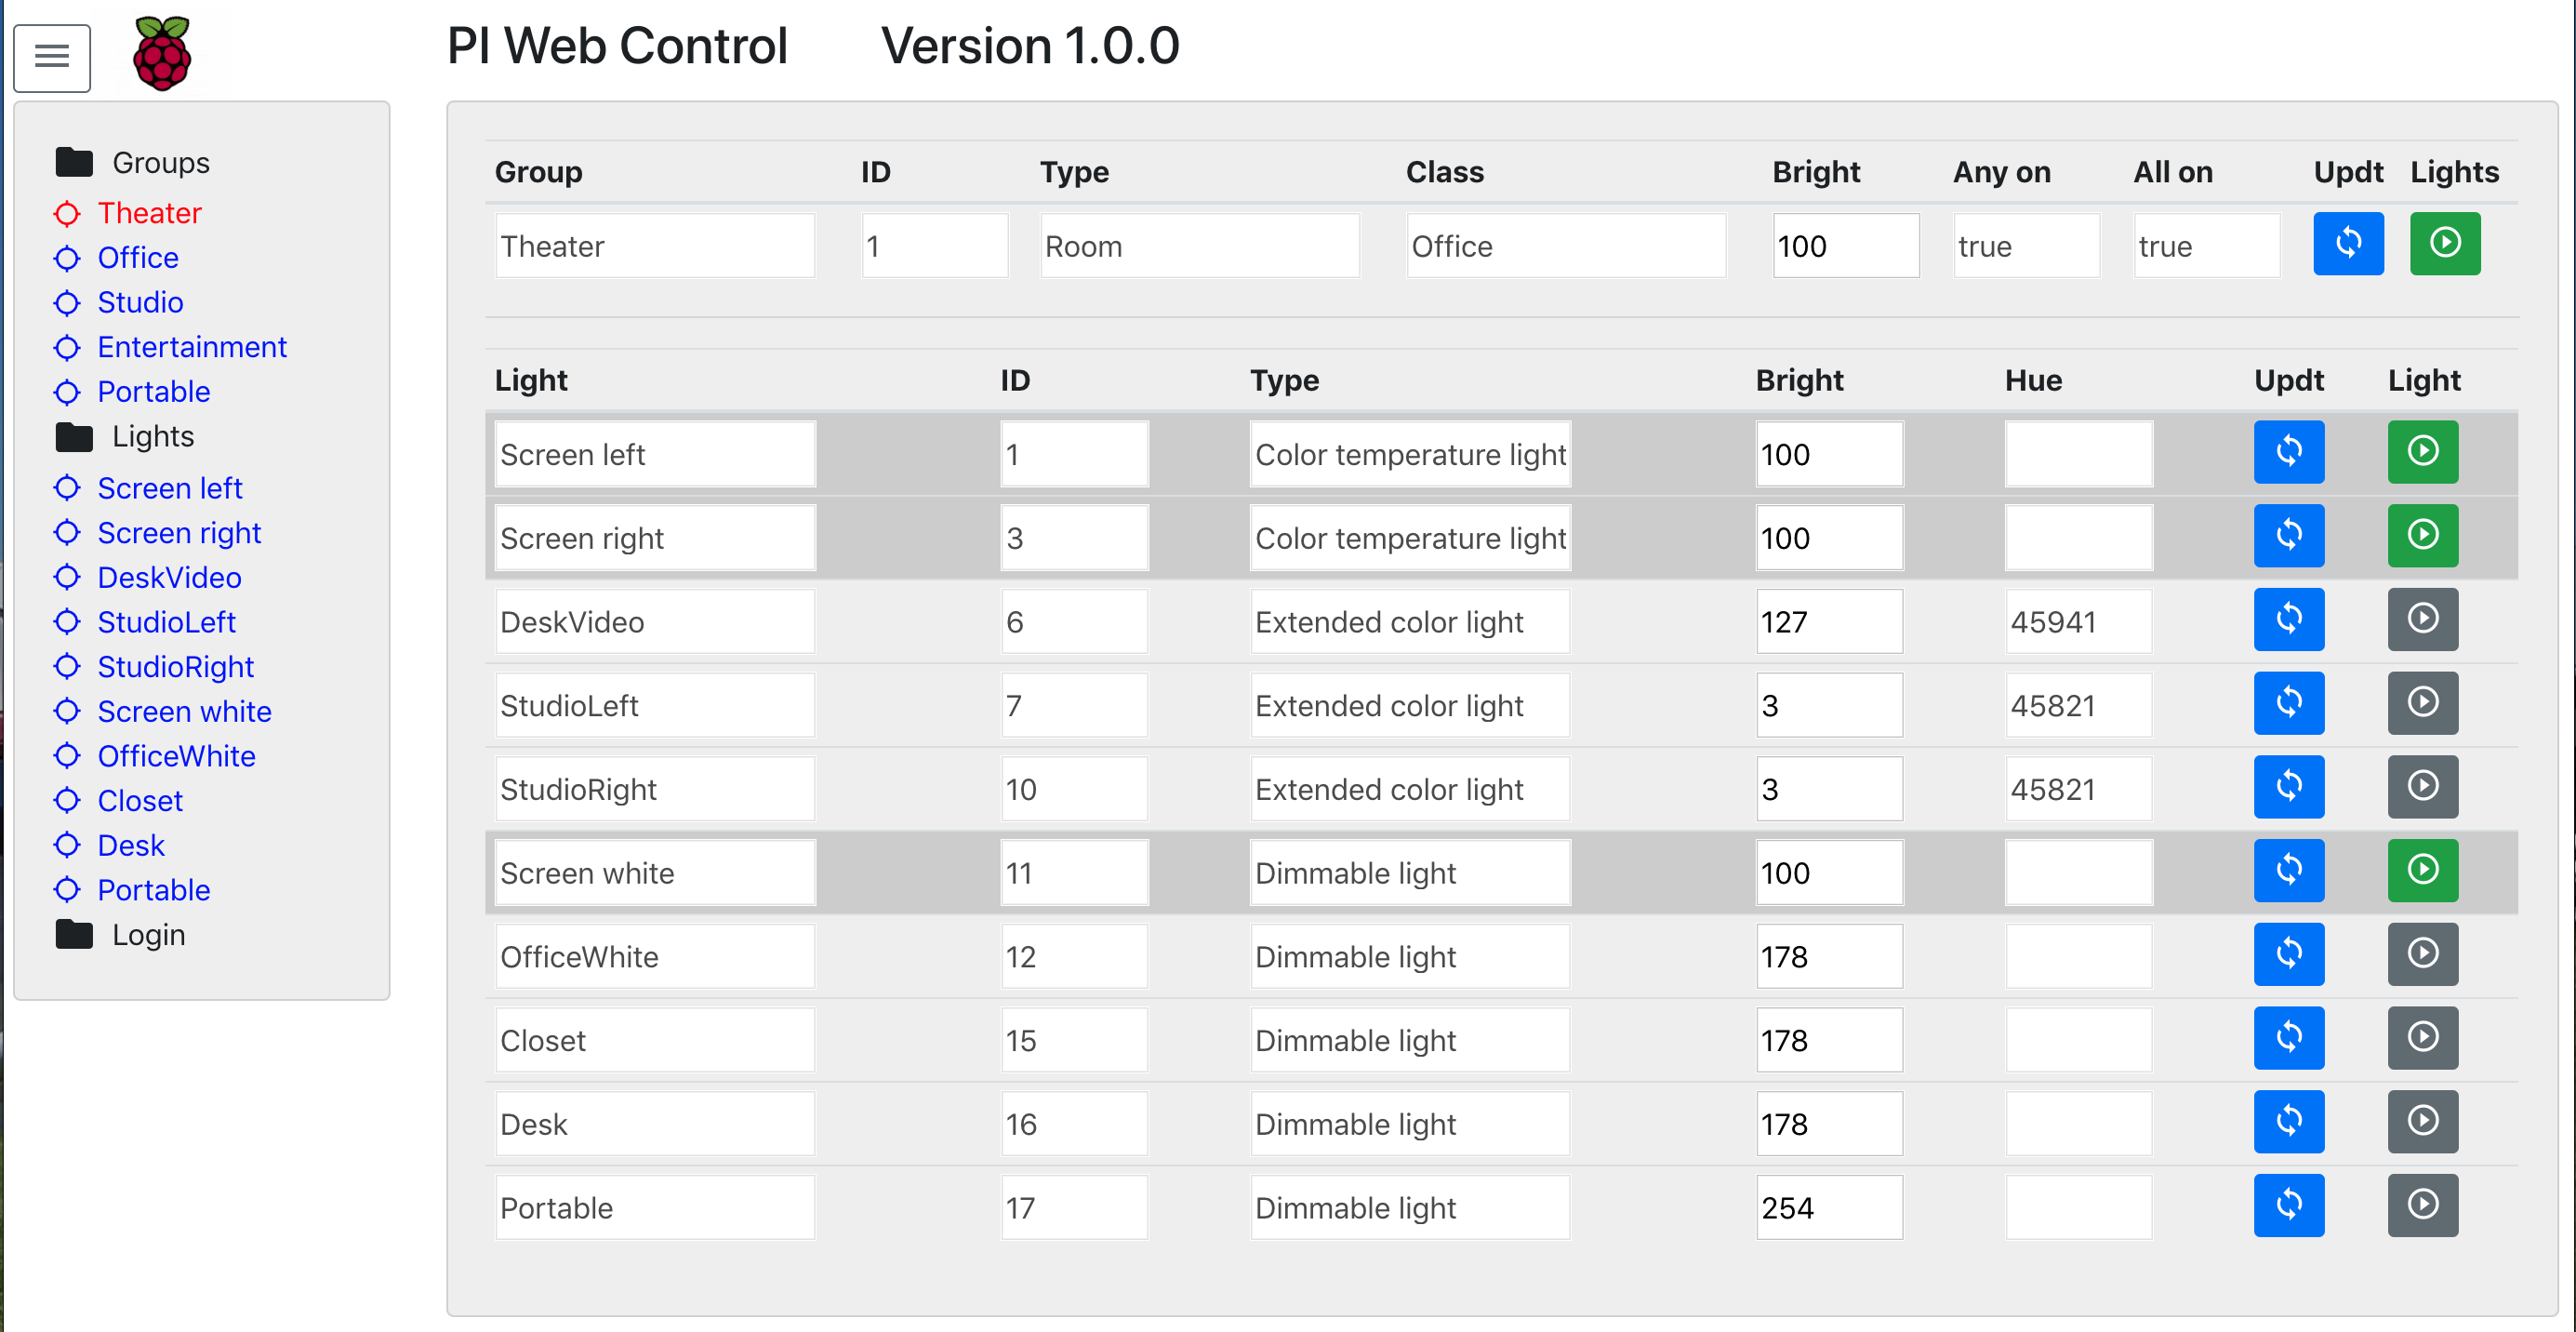 PI Web Control Version 1.0.0
Groups
Theater
Office
Studio
Entertainment
Portable
Lights
Screen left
Screen right
DeskVideo
StudioLeft
StudioRight
Screen white
OfficeWhite
Closet
Desk
Portable
Login
Group ID Type Class Bright Any on All on Updt Lights
Theater 1 Room Office 100 true true
Light ID Type Bright Hue Updt Light
Screen left 1 Color temperature light 100
Screen right 3 Color temperature light 100
DeskVideo 6 Extended color light 127 45941
StudioLeft 7 Extended color light 3 45821
StudioRight 10 Extended color light 3 45821
Screen white 11 Dimmable light 100
OfficeWhite 12 Dimmable light 178
Closet 15 Dimmable light 178
Desk 16 Dimmable light 178
Portable 17 Dimmable light 254